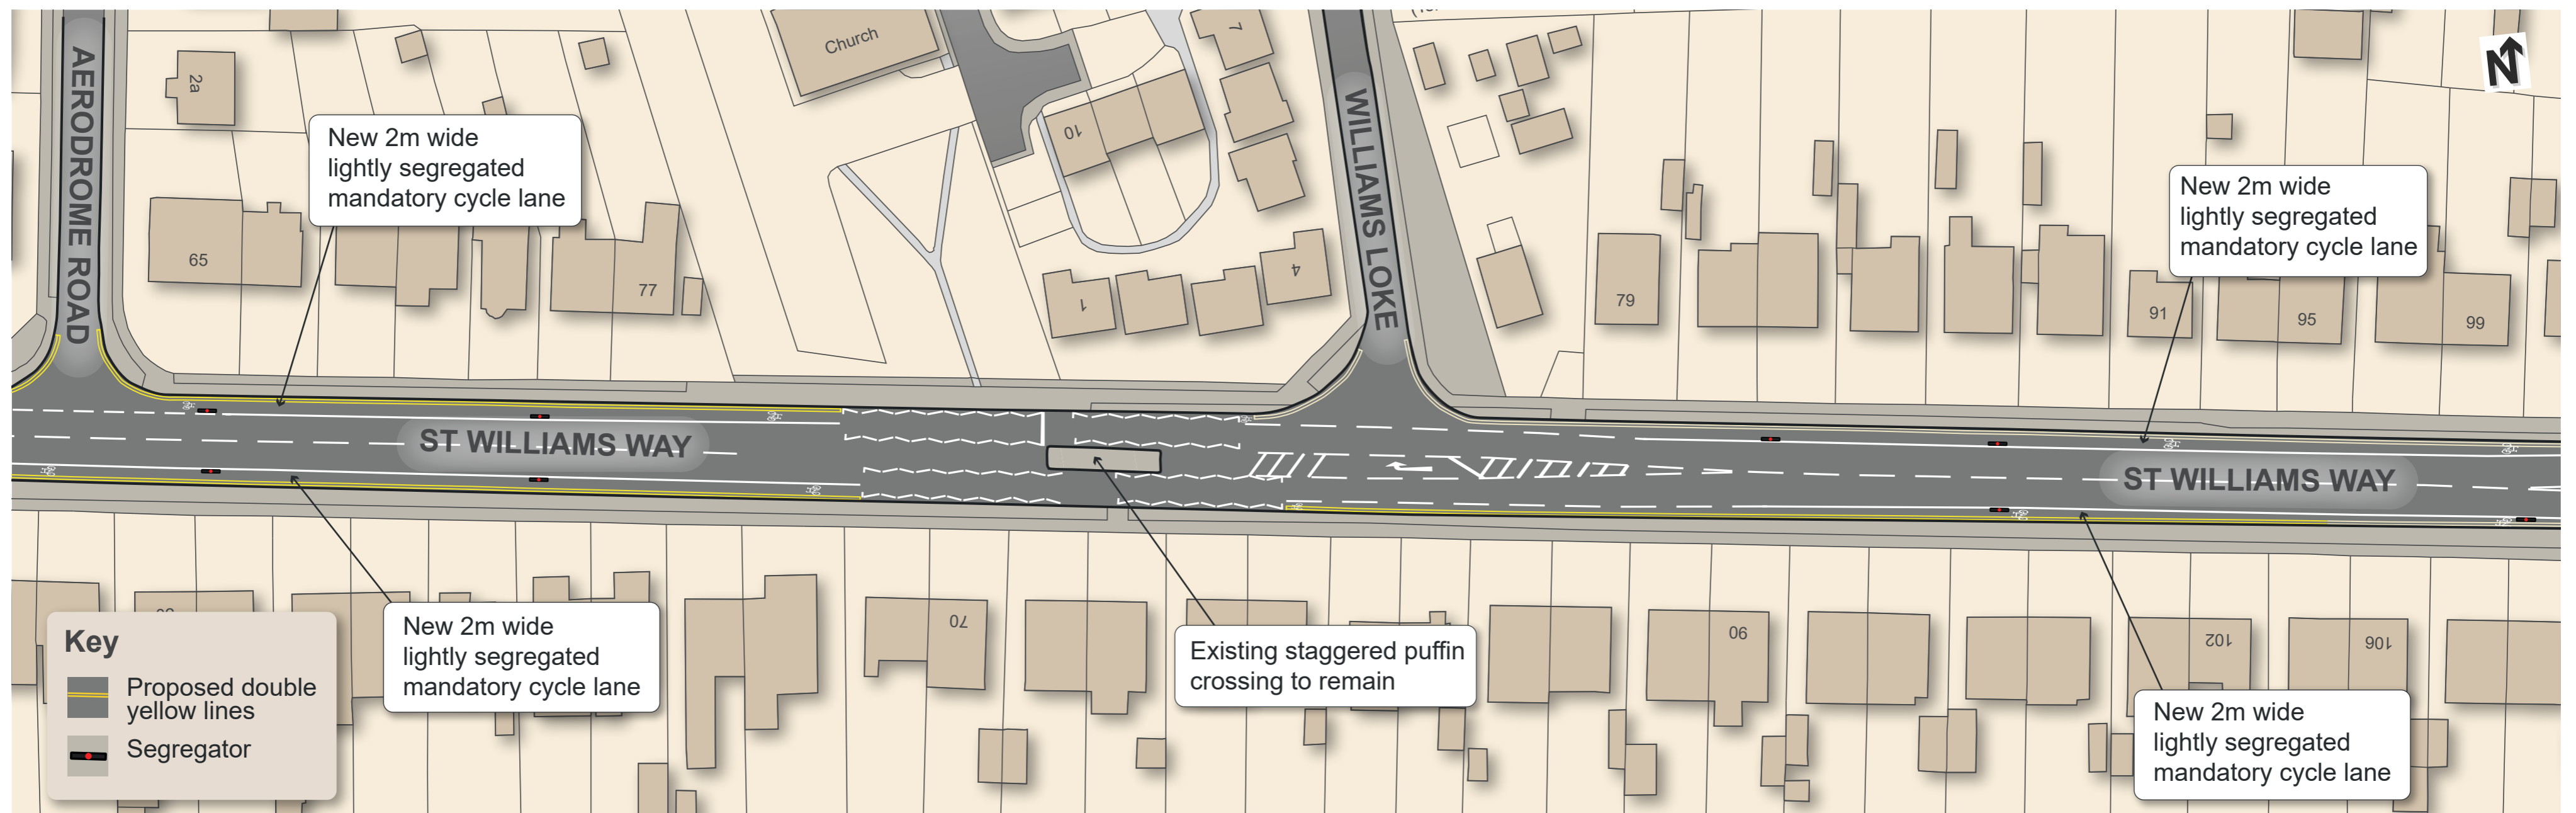 Church
7
N
2a
AERODROME ROAD
10
WILLIAMS LOKE
New 2m wide
lightly segregated
mandatory cycle lane
New 2m wide
lightly segregated
mandatory cycle lane
65
77
1
4
79
91
95
99
ST WILLIAMS WAY
ST WILLIAMS WAY
70
90
102
106
New 2m wide
lightly segregated
mandatory cycle lane
Existing staggered puffin
crossing to remain
New 2m wide
lightly segregated
mandatory cycle lane
Key
Proposed double
yellow lines
Segregator